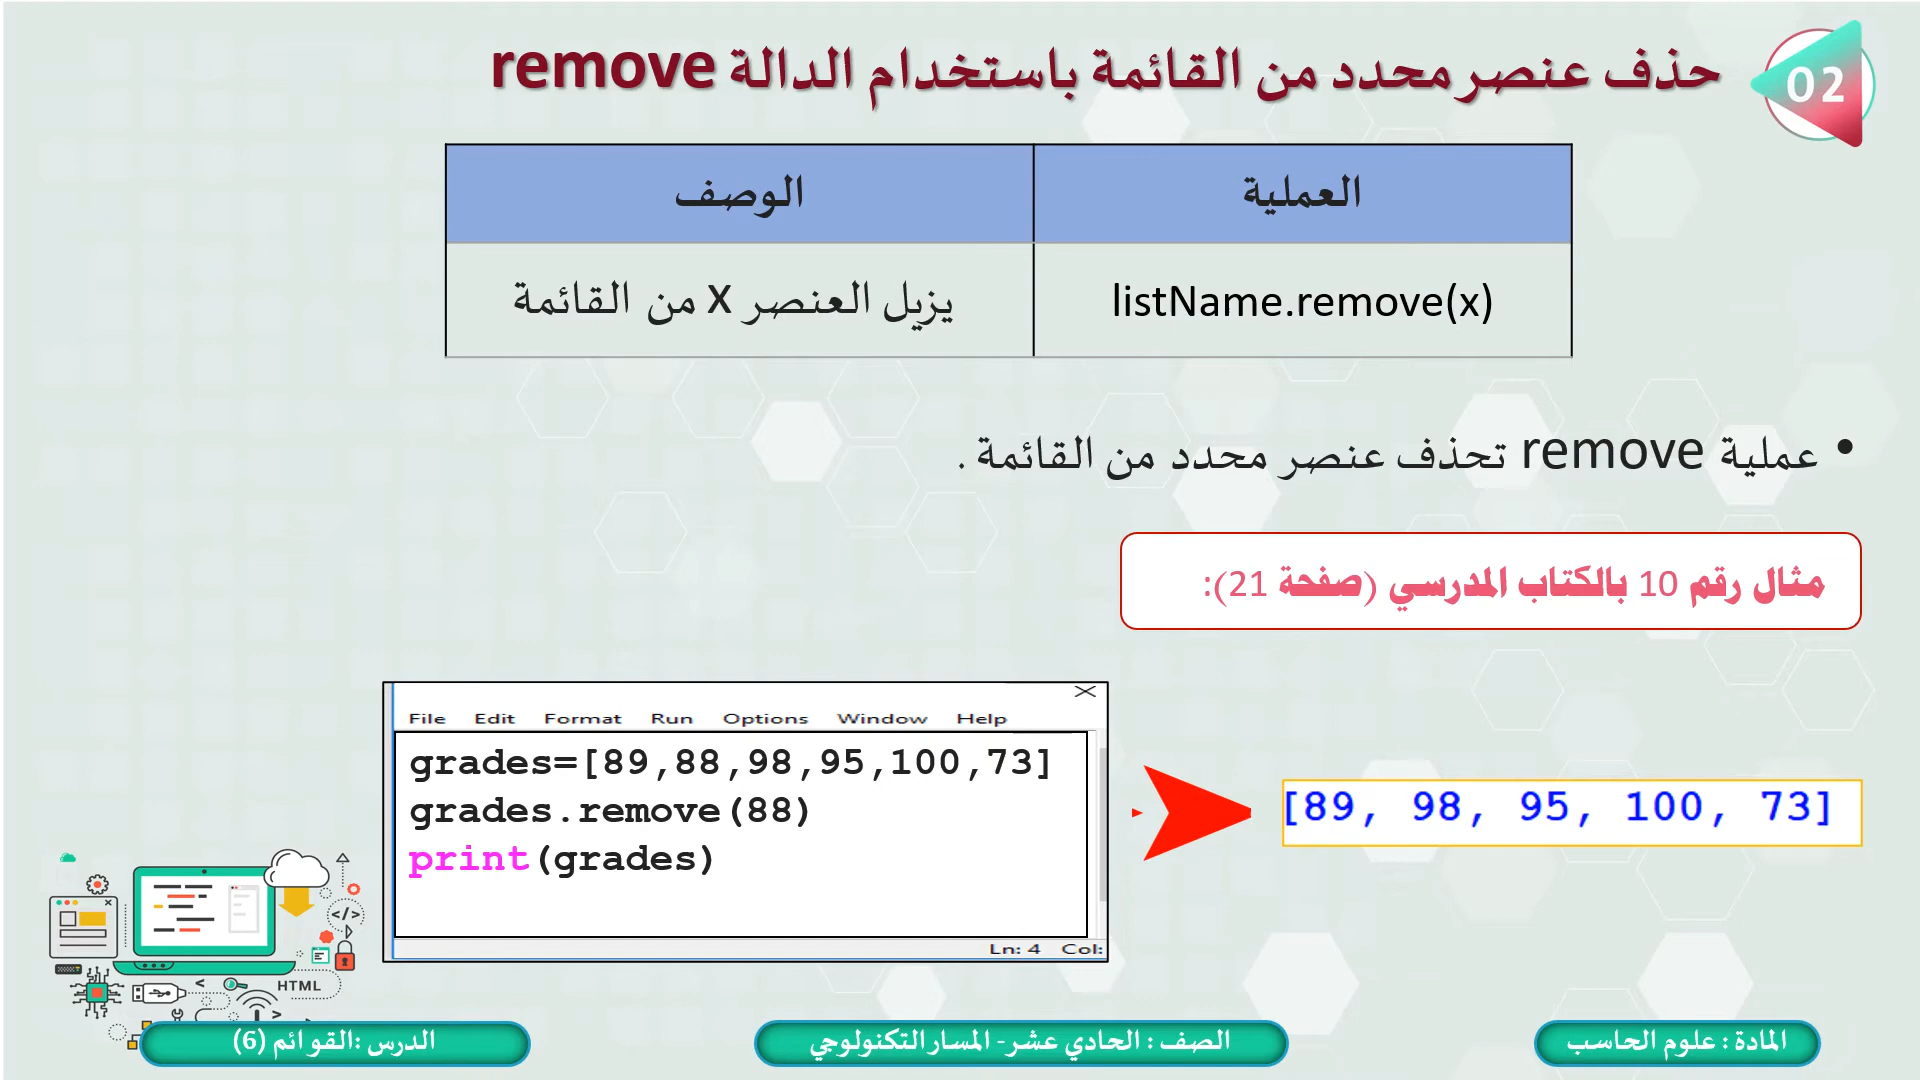 02
حذف عنصر محدد من القائمة باستخدام الدالة remove
العملية
الوصف
listName.remove(x)
يزيل العنصر x من القائمة
• عملية remove تحذف عنصر محدد من القائمة .
مثال رقم 10 بالكتاب المدرسي (صفحة 21):
File Edit Format Run Options Window Help
grades=[89,88,98,95,100,73]
grades.remove(88)
print(grades)
Ln: 4 Col:
[89, 98, 95, 100, 73]
</>
HTML
المادة : علوم الحاسب
الصف : الحادي عشر- المسار التكنولوجي
الدرس :القوائم (6)